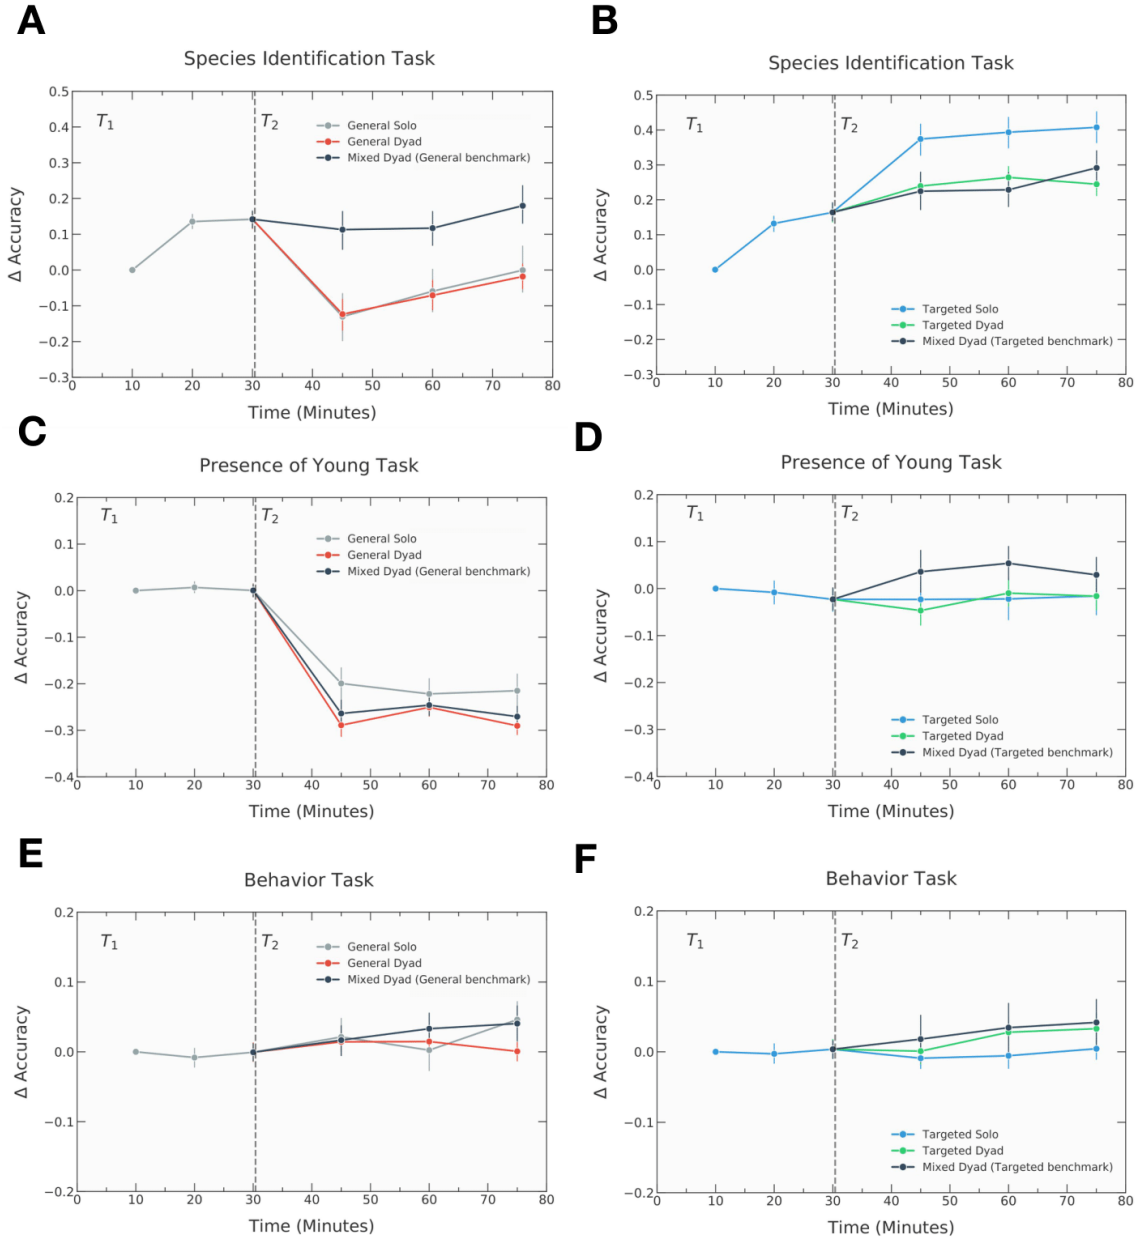 A
Species Identification Task
0.5
0.4
0.3
0.2
0.1
0.0
−0.1
−0.2
−0.3
Δ Accuracy
T1
T2
General Solo
General Dyad
Mixed Dyad (General benchmark)
0 10 20 30 40 50 60 70 80
Time (Minutes)
B
Species Identification Task
0.5
0.4
0.3
0.2
0.1
0.0
−0.1
−0.2
−0.3
Δ Accuracy
T1
T2
Targeted Solo
Targeted Dyad
Mixed Dyad (Targeted benchmark)
0 10 20 30 40 50 60 70 80
Time (Minutes)
C
Presence of Young Task
0.2
0.1
0.0
−0.1
−0.2
−0.3
−0.4
Δ Accuracy
T1
T2
General Solo
General Dyad
Mixed Dyad (General benchmark)
0 10 20 30 40 50 60 70 80
Time (Minutes)
D
Presence of Young Task
0.2
0.1
0.0
−0.1
−0.2
−0.3
−0.4
Δ Accuracy
T1
T2
Targeted Solo
Targeted Dyad
Mixed Dyad (Targeted benchmark)
0 10 20 30 40 50 60 70 80
Time (Minutes)
E
Behavior Task
0.2
0.1
0.0
−0.1
−0.2
Δ Accuracy
T1
T2
General Solo
General Dyad
Mixed Dyad (General benchmark)
0 10 20 30 40 50 60 70 80
Time (Minutes)
F
Behavior Task
0.2
0.1
0.0
−0.1
−0.2
Δ Accuracy
T1
T2
Targeted Solo
Targeted Dyad
Mixed Dyad (Targeted benchmark)
0 10 20 30 40 50 60 70 80
Time (Minutes)